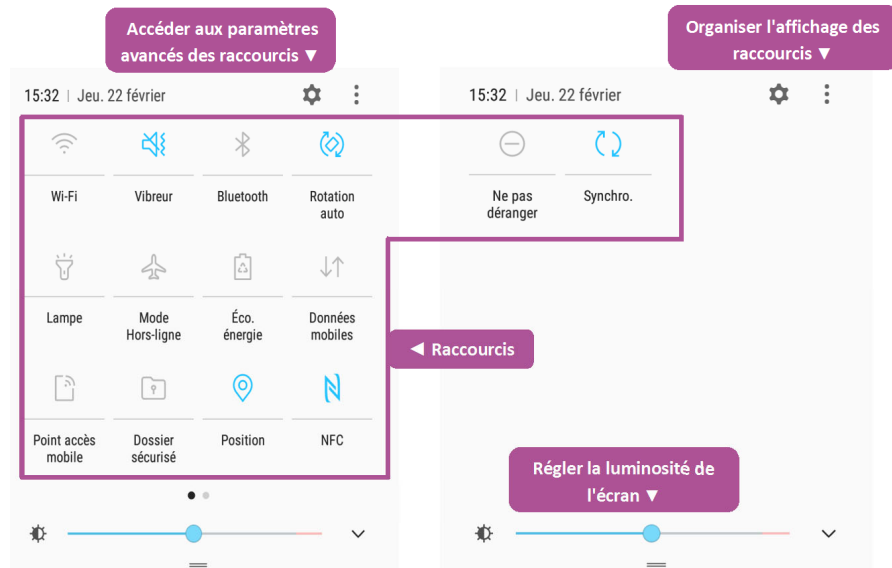 Accéder aux paramètres
avancés des raccourcis ▼
Organiser l'affichage des
raccourcis ▼
15:32 | Jeu. 22 février
15:32 | Jeu. 22 février
Wi-Fi
Vibreur
Bluetooth
Rotation
auto
Ne pas
déranger
Synchro.
Lampe
Mode
Hors-ligne
Éco.
énergie
Données
mobiles
◄ Raccourcis
Point accès
mobile
Dossier
sécurisé
Position
NFC
Régler la luminosité de
l'écran ▼